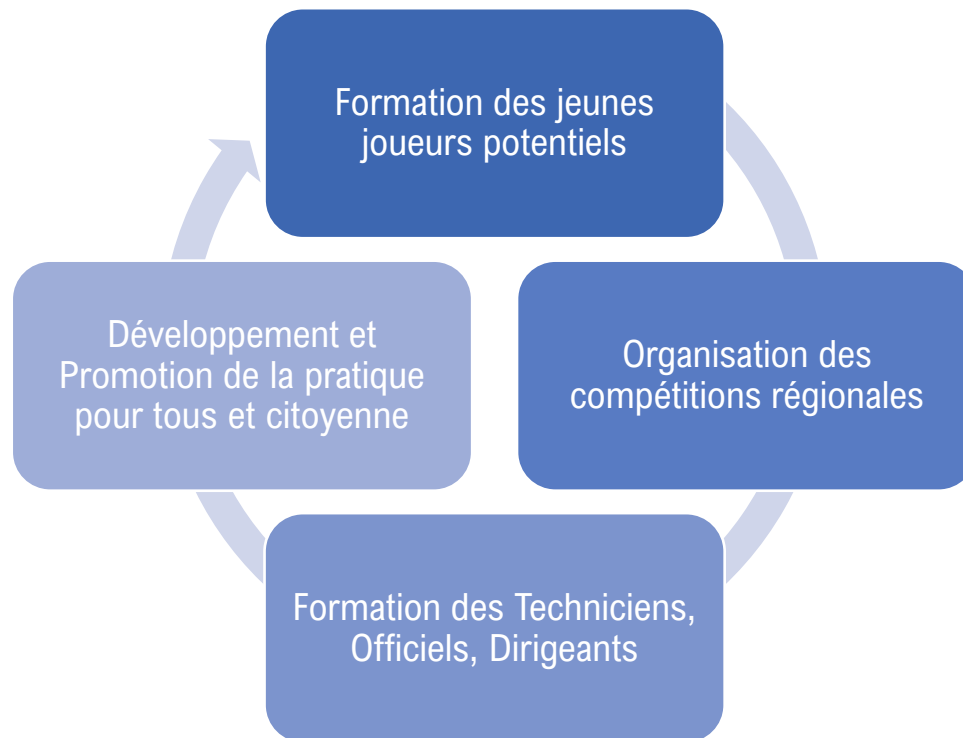 Formation des jeunes
joueurs potentiels
Organisation des
compétitions régionales
Formation des Techniciens,
Officiels, Dirigeants
Développement et
Promotion de la pratique
pour tous et citoyenne